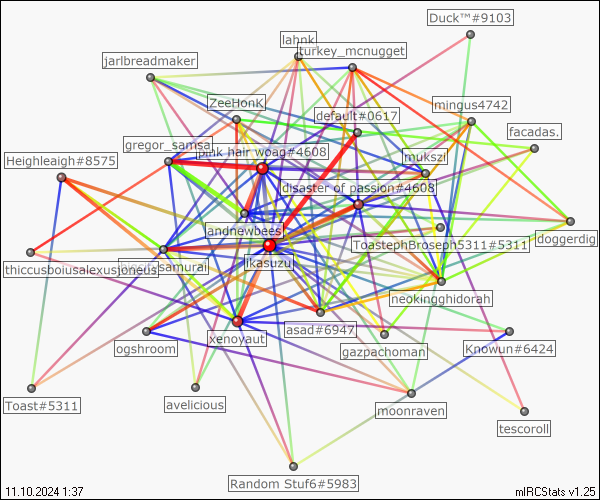 Duck™#9103
lahnk
turkey_mcnugget
jarlbreadmaker
ZeeHonK
mingus4742
default#0617
facadas.
gregor_samsa
pink hair woag#4608
mukszi
Heighleaigh#8575
disaster of passion#4608
andnewbees
ToastephBroseph5311#5311
doggerdig
thiccusboiusalexusjoneus
samurai
ikasuzu
neokingghidorah
asad#6947
xenoyaut
ogshroom
gazpachoman
Knowun#6424
Toast#5311
avelicious
moonraven
tescoroll
Random Stuf6#5983
11.10.2024 1:37
mIRCStats v1.25